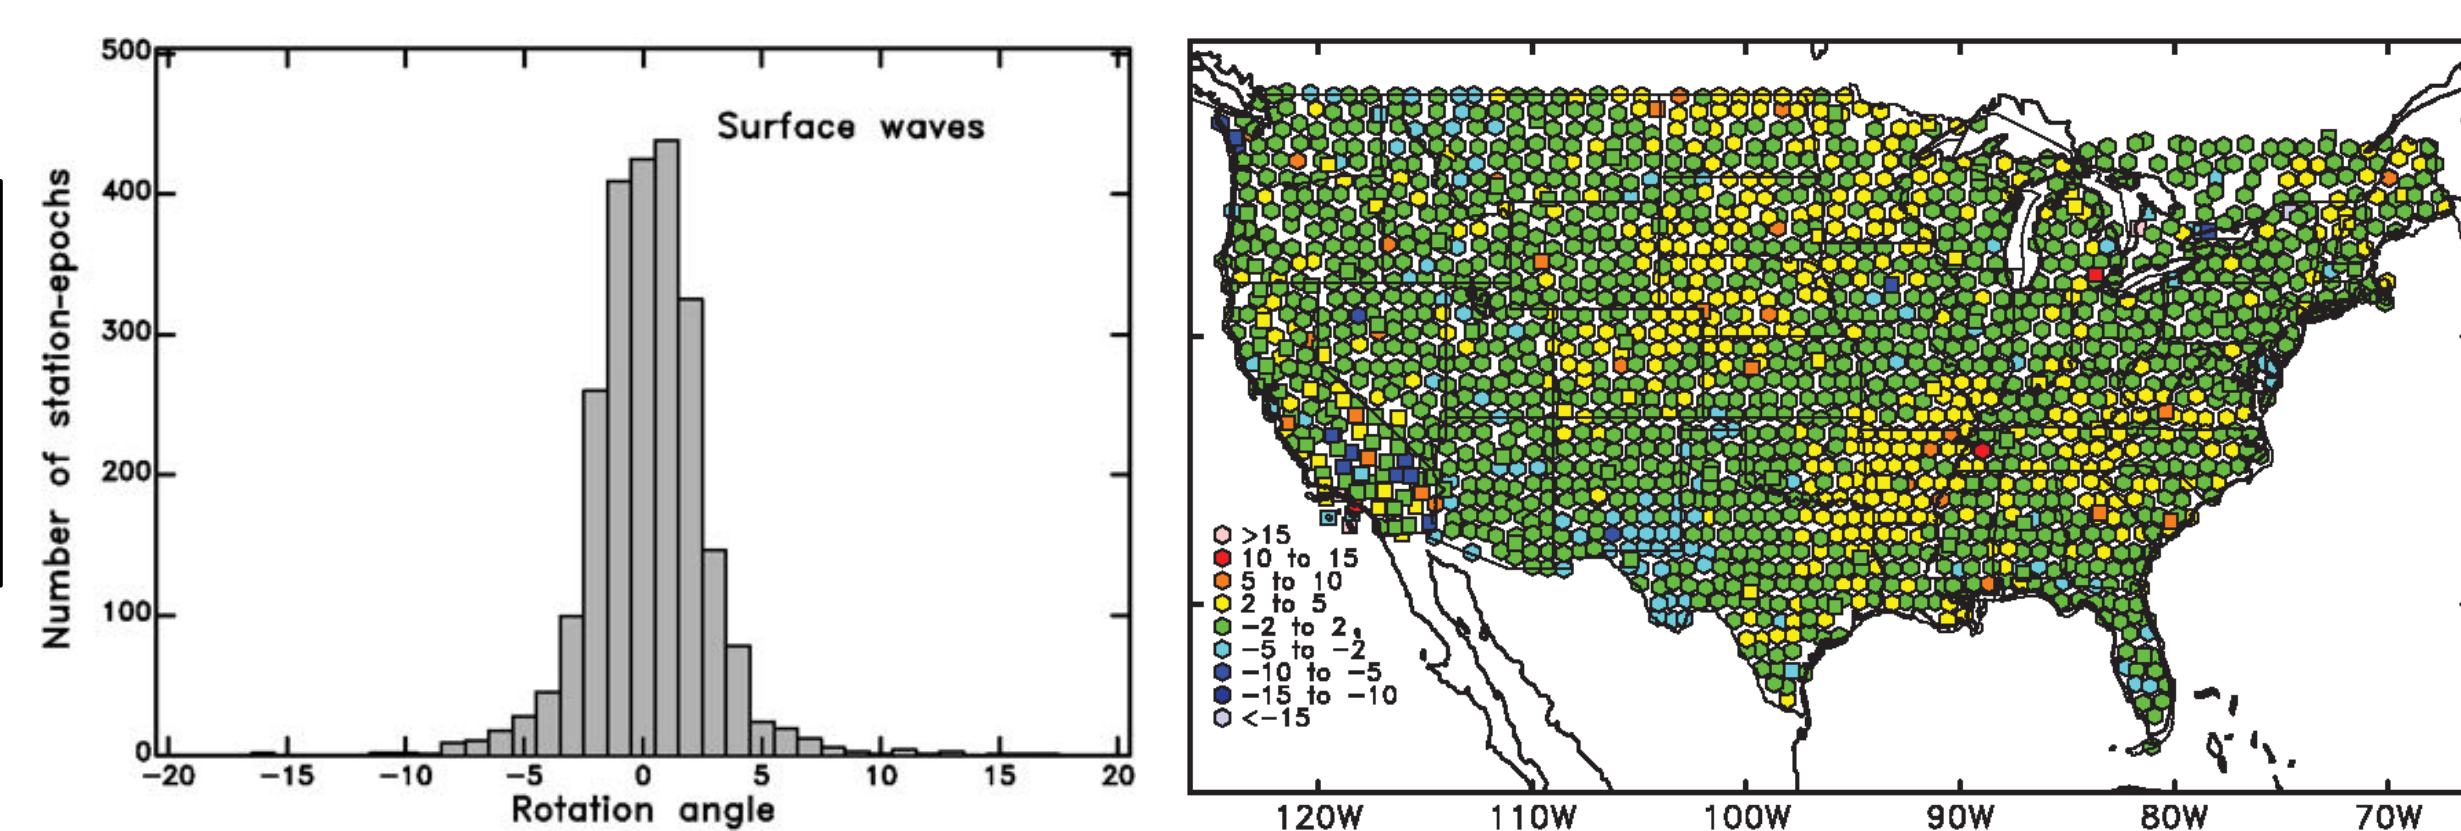 500
400
300
200
100
0
Number of station-epochs
Surface waves
-20 -15 -10 -5 0 5 10 15 20
Rotation angle
>15
10 to 15
5 to 10
2 to 5
-2 to 2,
-5 to -2
-10 to -5
-15 to -10
<-15
120W 110W 100W 90W 80W 70W